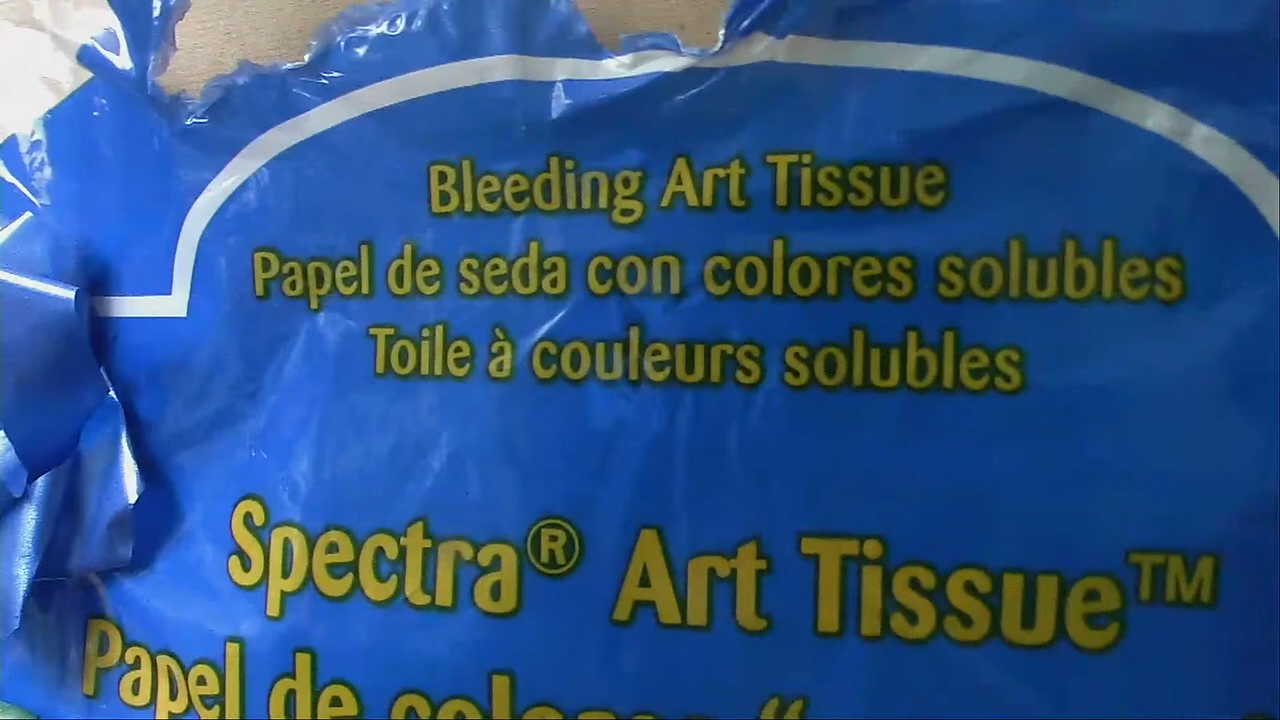 Bleeding Art Tissue
Papel de seda con colores solubles
Toile à couleurs solubles
Spectra® Art Tissue™
Papel de